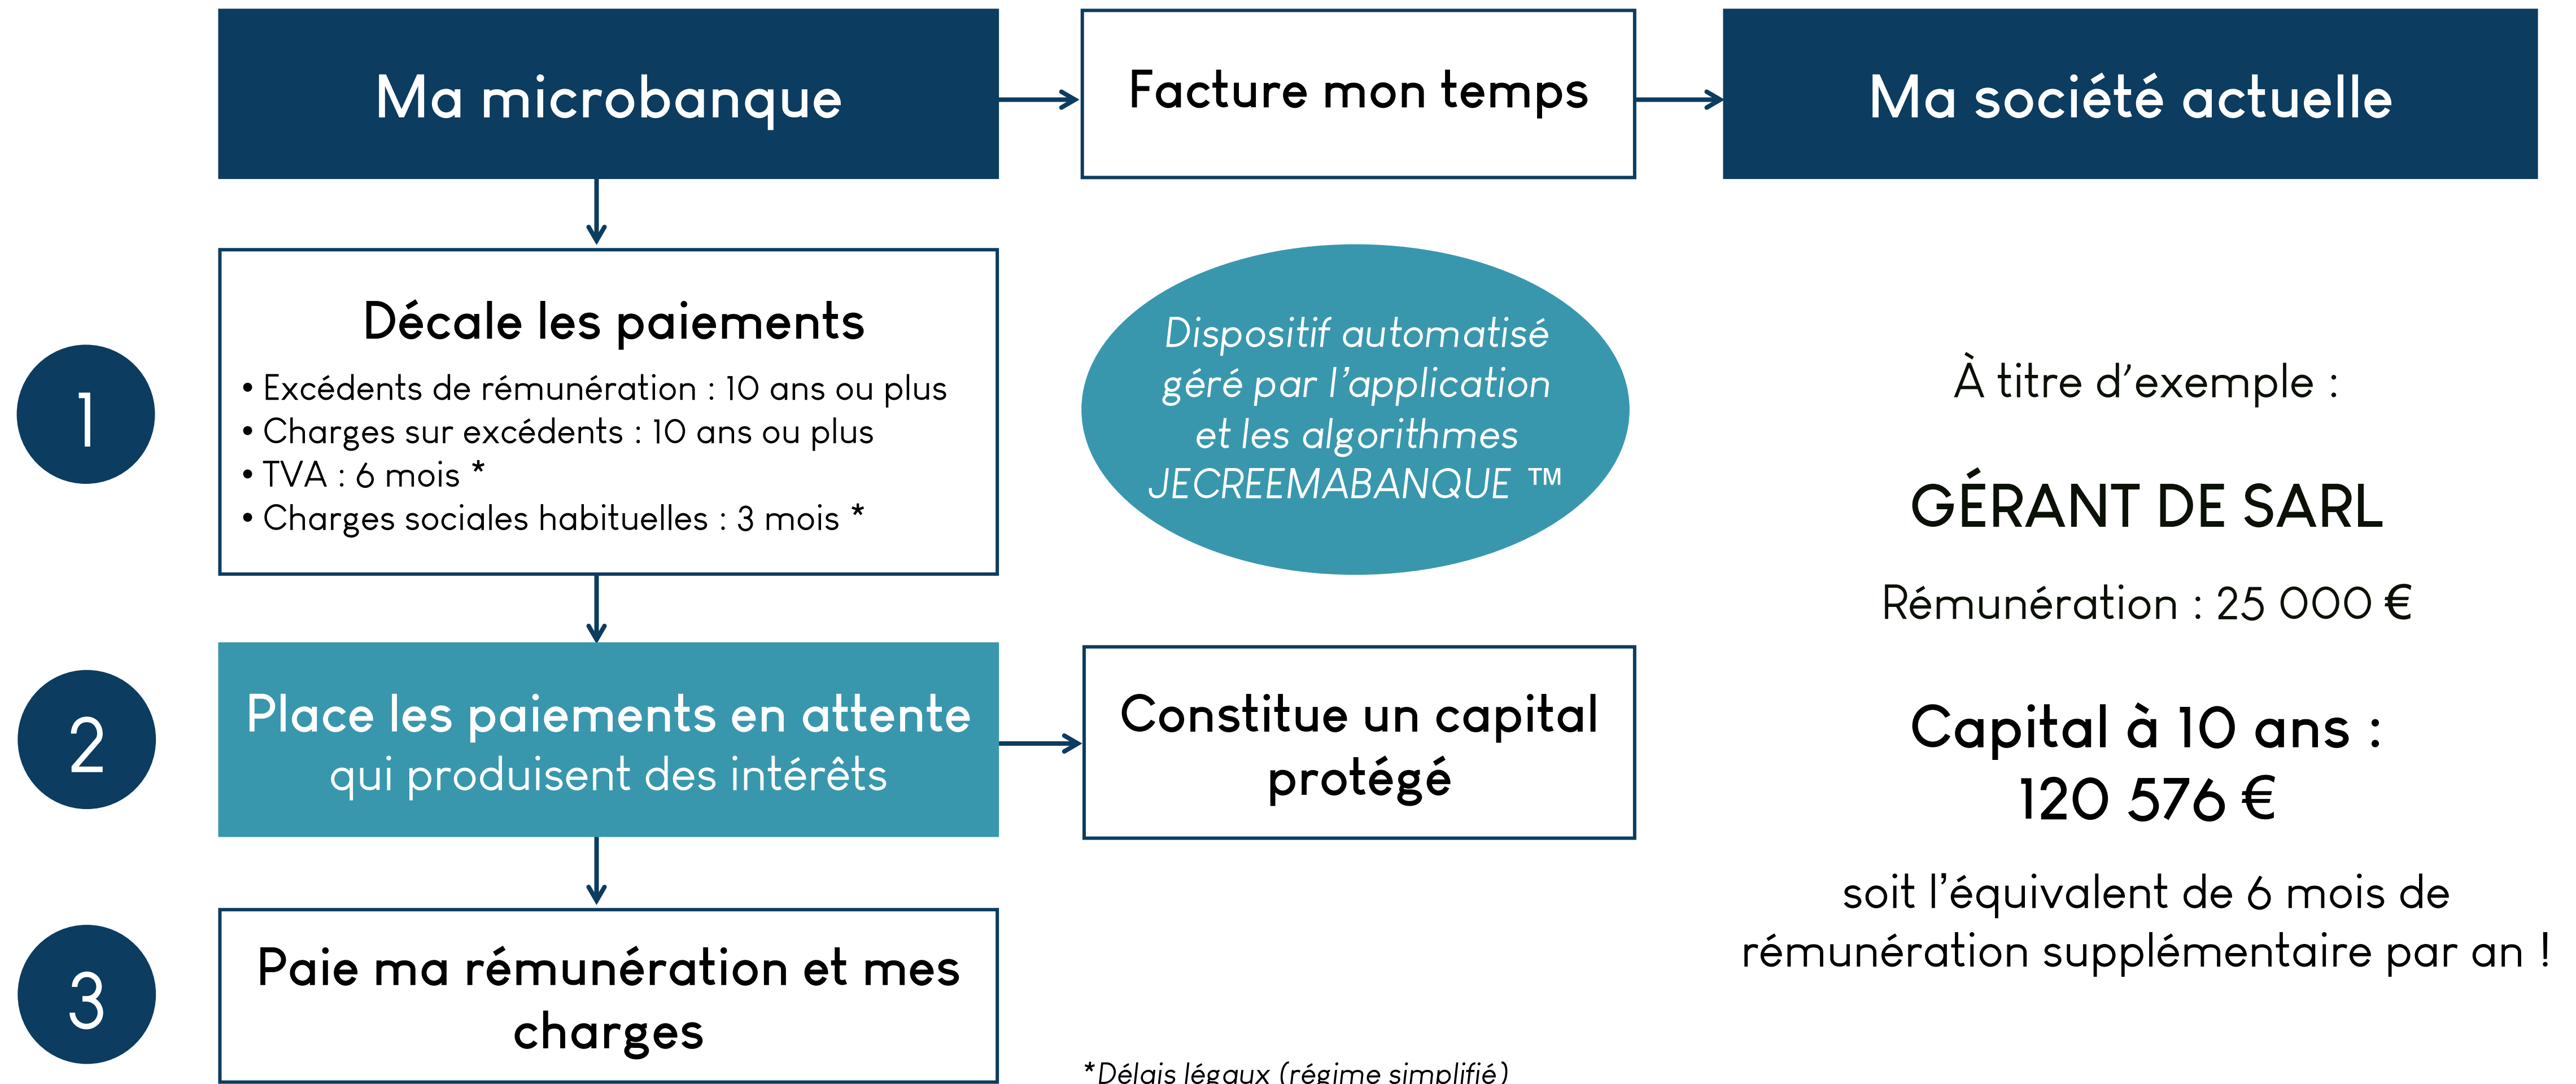 Ma microbanque
Facture mon temps
Ma société actuelle
1
Décale les paiements
• Excédents de rémunération : 10 ans ou plus
• Charges sur excédents : 10 ans ou plus
• TVA : 6 mois *
• Charges sociales habituelles : 3 mois *
Dispositif automatisé
géré par l'application
et les algorithmes
JECREEMABANQUE ™
2
Place les paiements en attente
qui produisent des intérêts
Constitue un capital
protégé
3
Paie ma rémunération et mes
charges
*Délais légaux (régime simplifié)
À titre d'exemple :
GÉRANT DE SARL
Rémunération : 25 000 €
Capital à 10 ans :
120 576 €
soit l'équivalent de 6 mois de
rémunération supplémentaire par an !